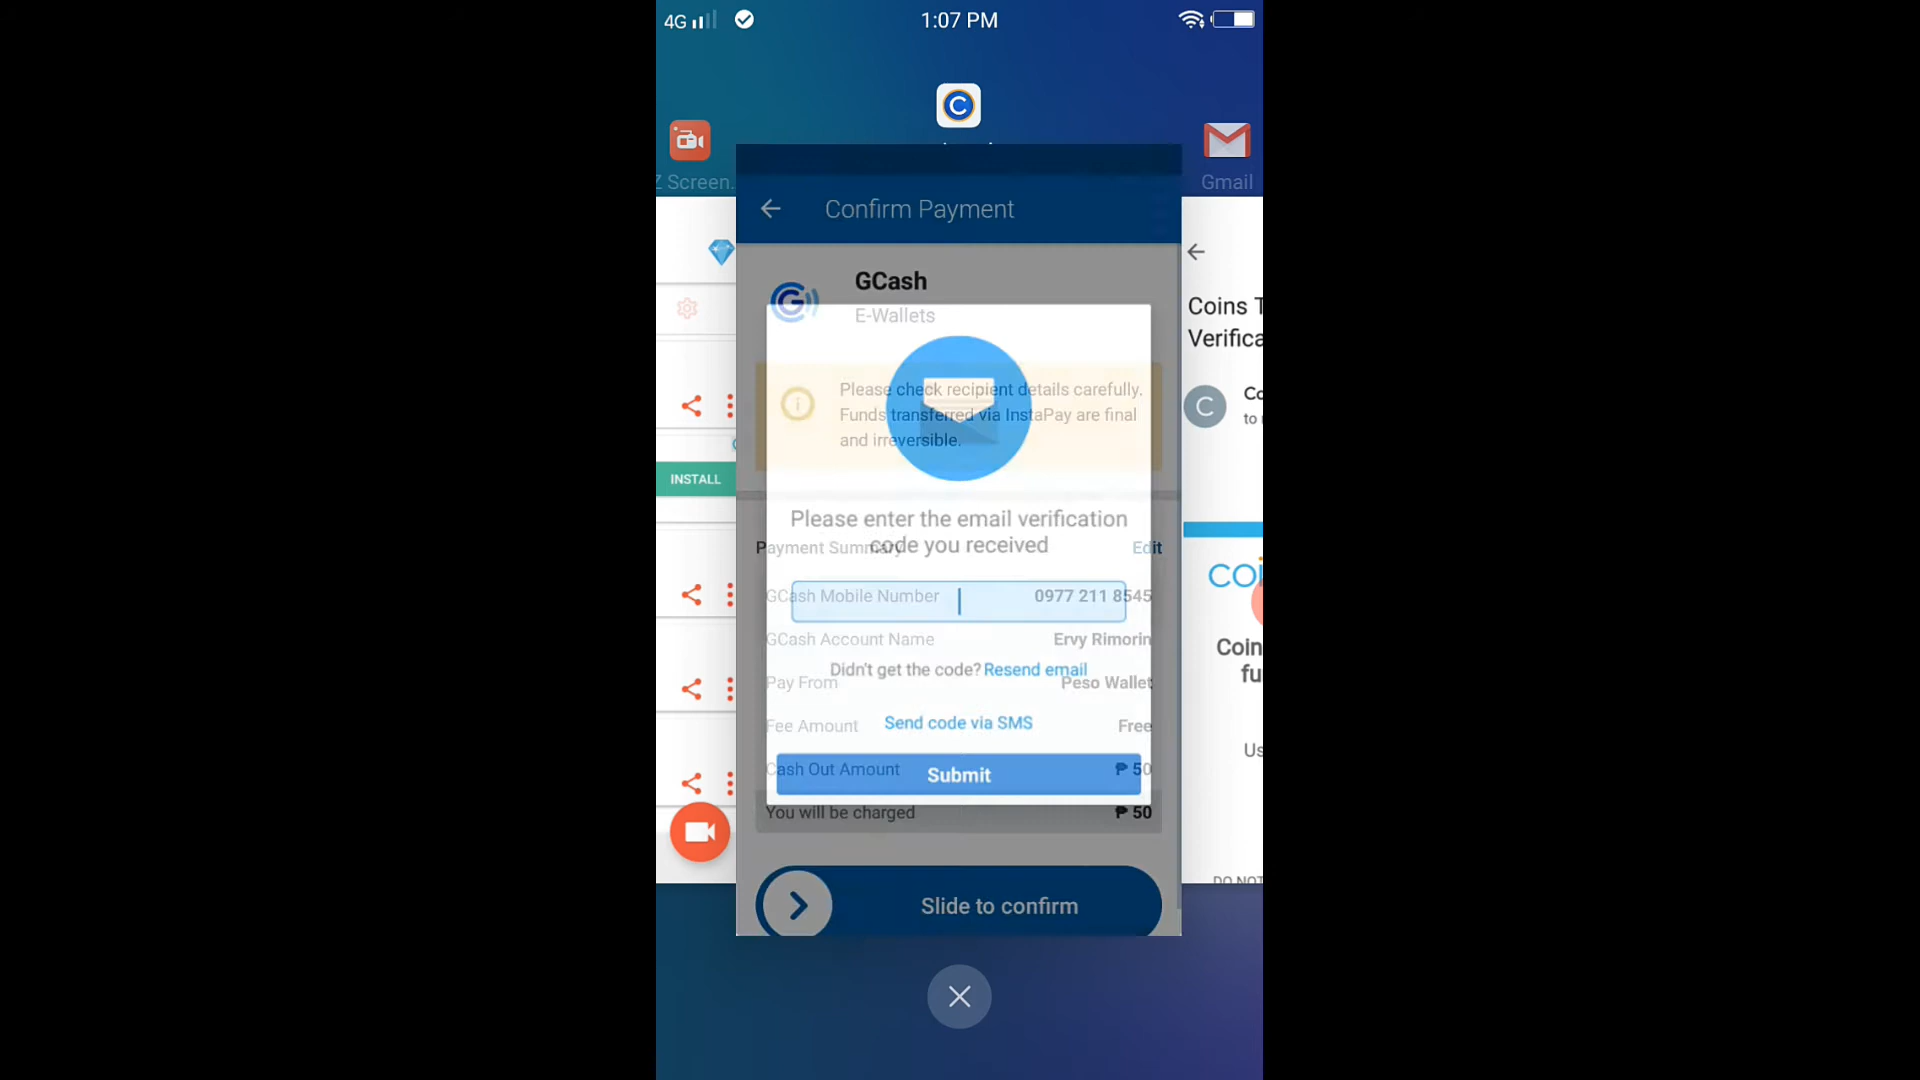 4G
1:07 PM
Z Screen.
Gmail
Confirm Payment
GCash
E-Wallets
Please check recipient details carefully.
Funds transferred via InstaPay are final
and irreversible.
Please enter the email verification
code you received
Payment Summary
Edit
GCash Mobile Number
0977 211 8545
GCash Account Name
Ervy Rimorin
Didn't get the code? Resend email
Pay From
Peso Wallet
Send code via SMS
Fee Amount
Free
Submit
Cash Out Amount
₱ 50
You will be charged
₱ 50
Slide to confirm
INSTALL
Coins T
Verifica
C
Co
to
COI
Coin
fu
Us
DO NOT